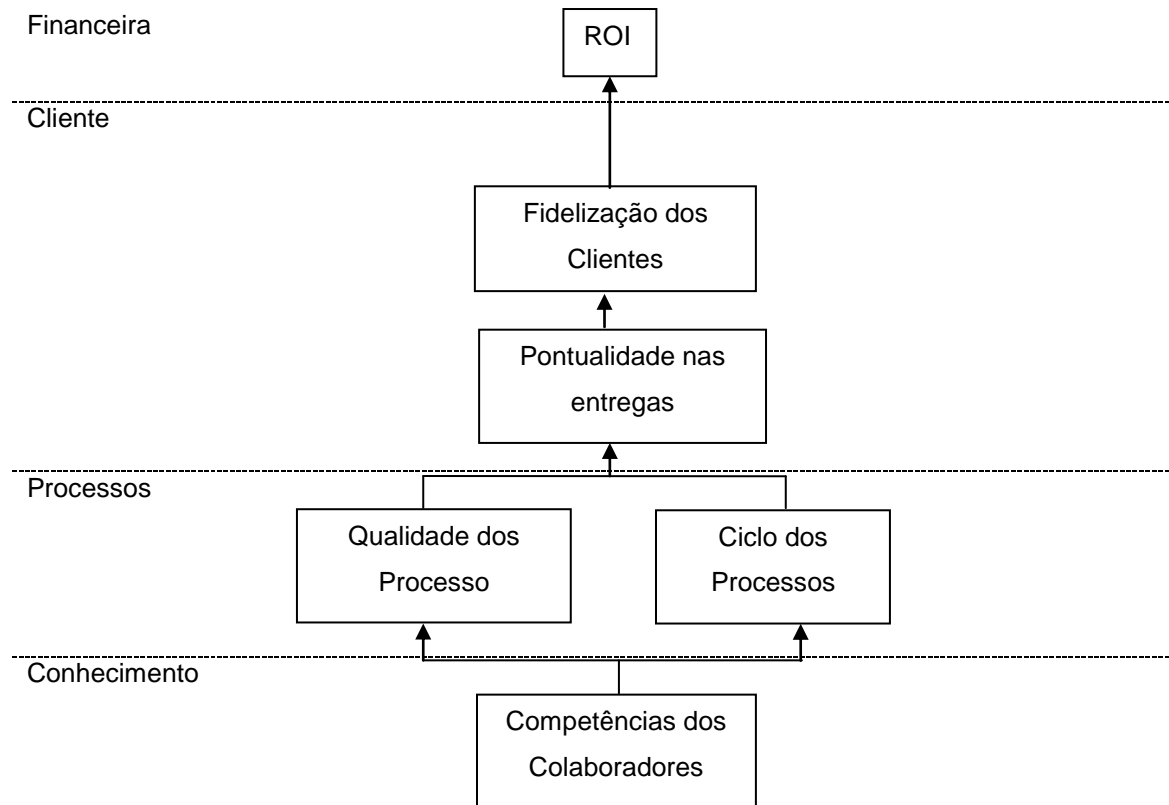 Financeira
ROI
Cliente
Fidelização dos
Clientes
Pontualidade nas
entregas
Processos
Qualidade dos
Processo
Ciclo dos
Processos
Conhecimento
Competências dos
Colaboradores